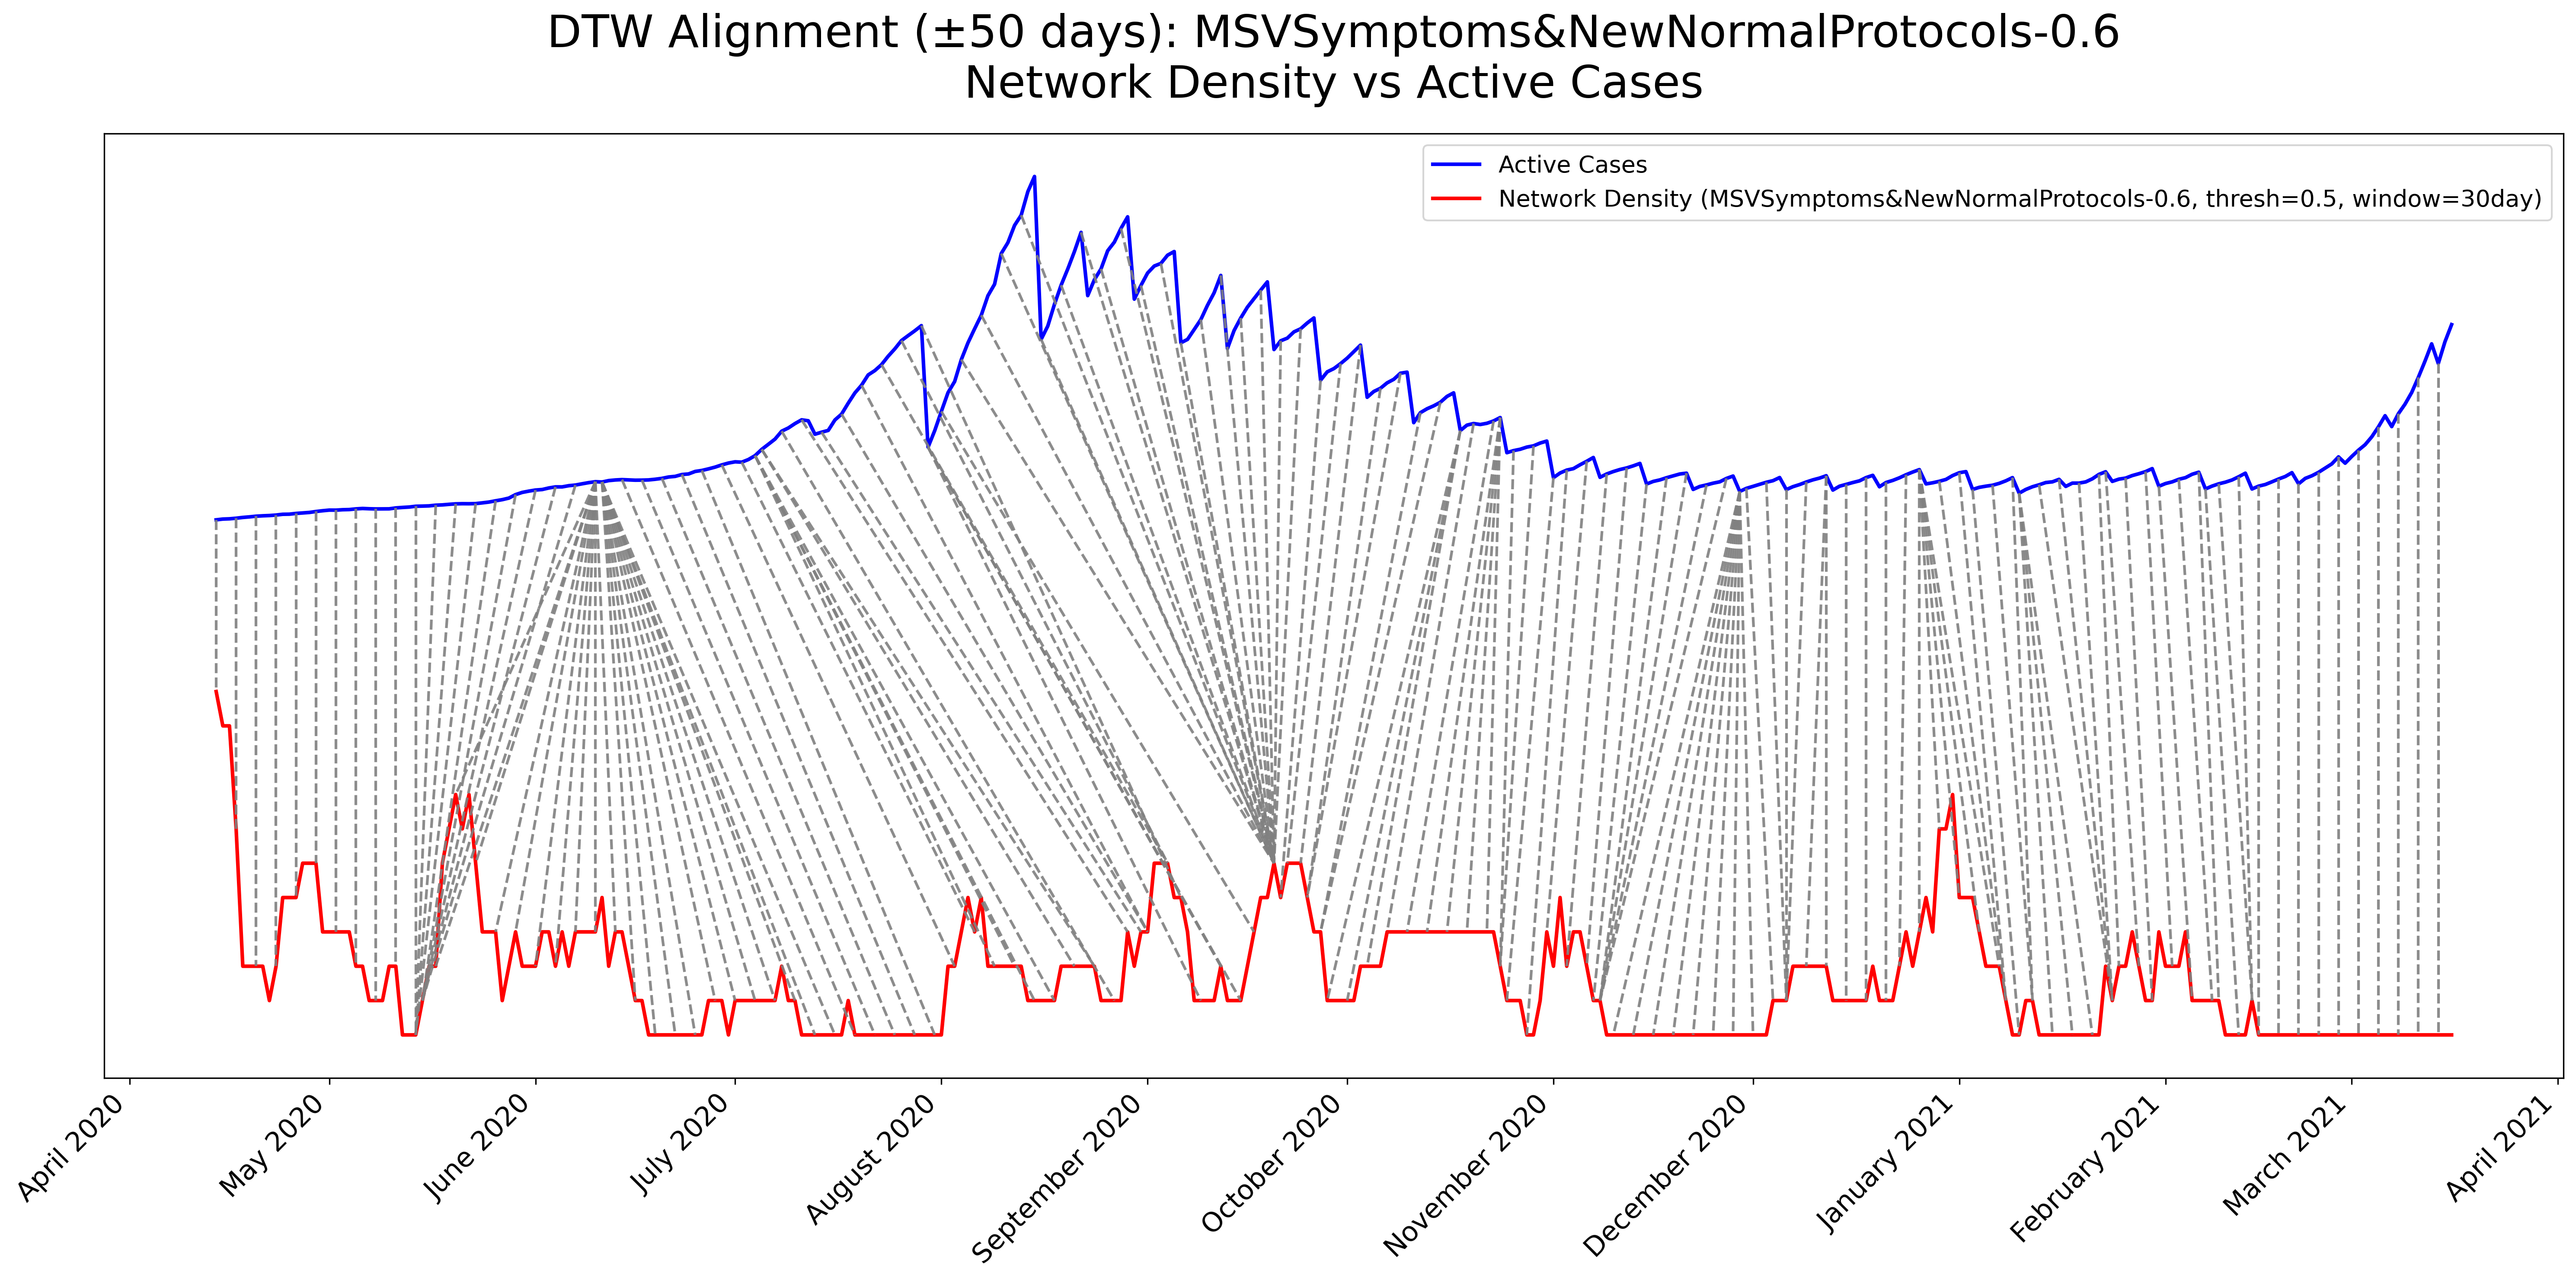 DTW Alignment (±50 days): MSVSymptoms&NewNormalProtocols-0.6
Network Density vs Active Cases
Active Cases
Network Density (MSVSymptoms&NewNormalProtocols-0.6, thresh=0.5, window=30day)
April 2020
May 2020
June 2020
July 2020
August 2020
September 2020
October 2020
November 2020
December 2020
January 2021
February 2021
March 2021
April 2021